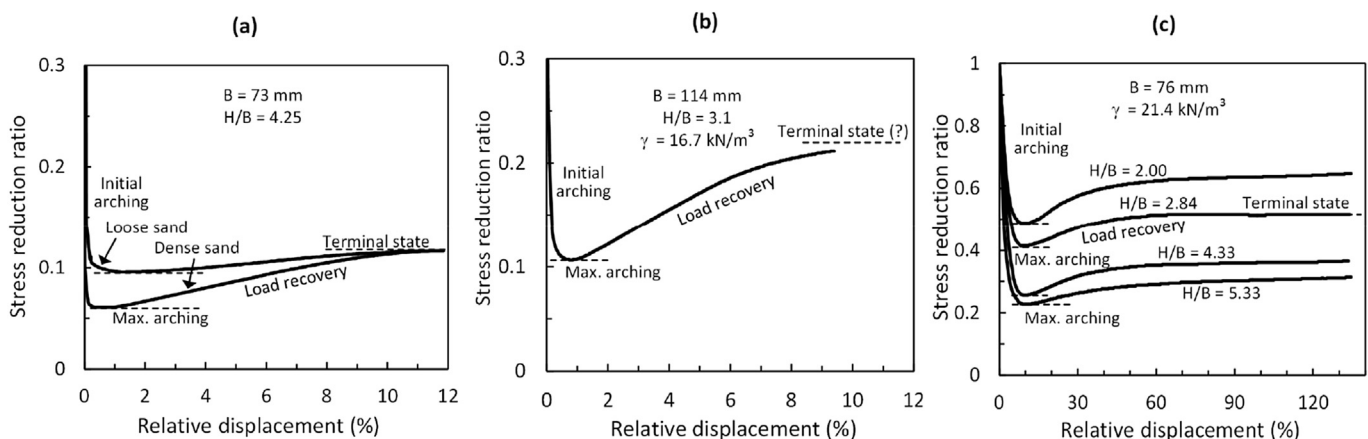 (a)
0.3
0.2
0.1
0
Stress reduction ratio
B = 73 mm
H/B = 4.25
Initial
arching
Loose sand
Dense sand
Terminal state
Load recovery
Max. arching
0 2 4 6 8 10 12
Relative displacement (%)
(b)
0.3
0.2
0.1
0
Stress reduction ratio
B = 114 mm
H/B = 3.1
γ = 16.7 kN/m³
Terminal state (?)
Initial
arching
Load recovery
Max. arching
0 2 4 6 8 10 12
Relative displacement (%)
(c)
1
0.8
0.6
0.4
0.2
0
Stress reduction ratio
B = 76 mm
γ = 21.4 kN/m³
Initial
arching
H/B = 2.00
H/B = 2.84
Terminal state
Load recovery
Max. arching
H/B = 4.33
H/B = 5.33
Max. arching
0 30 60 90 120
Relative displacement (%)